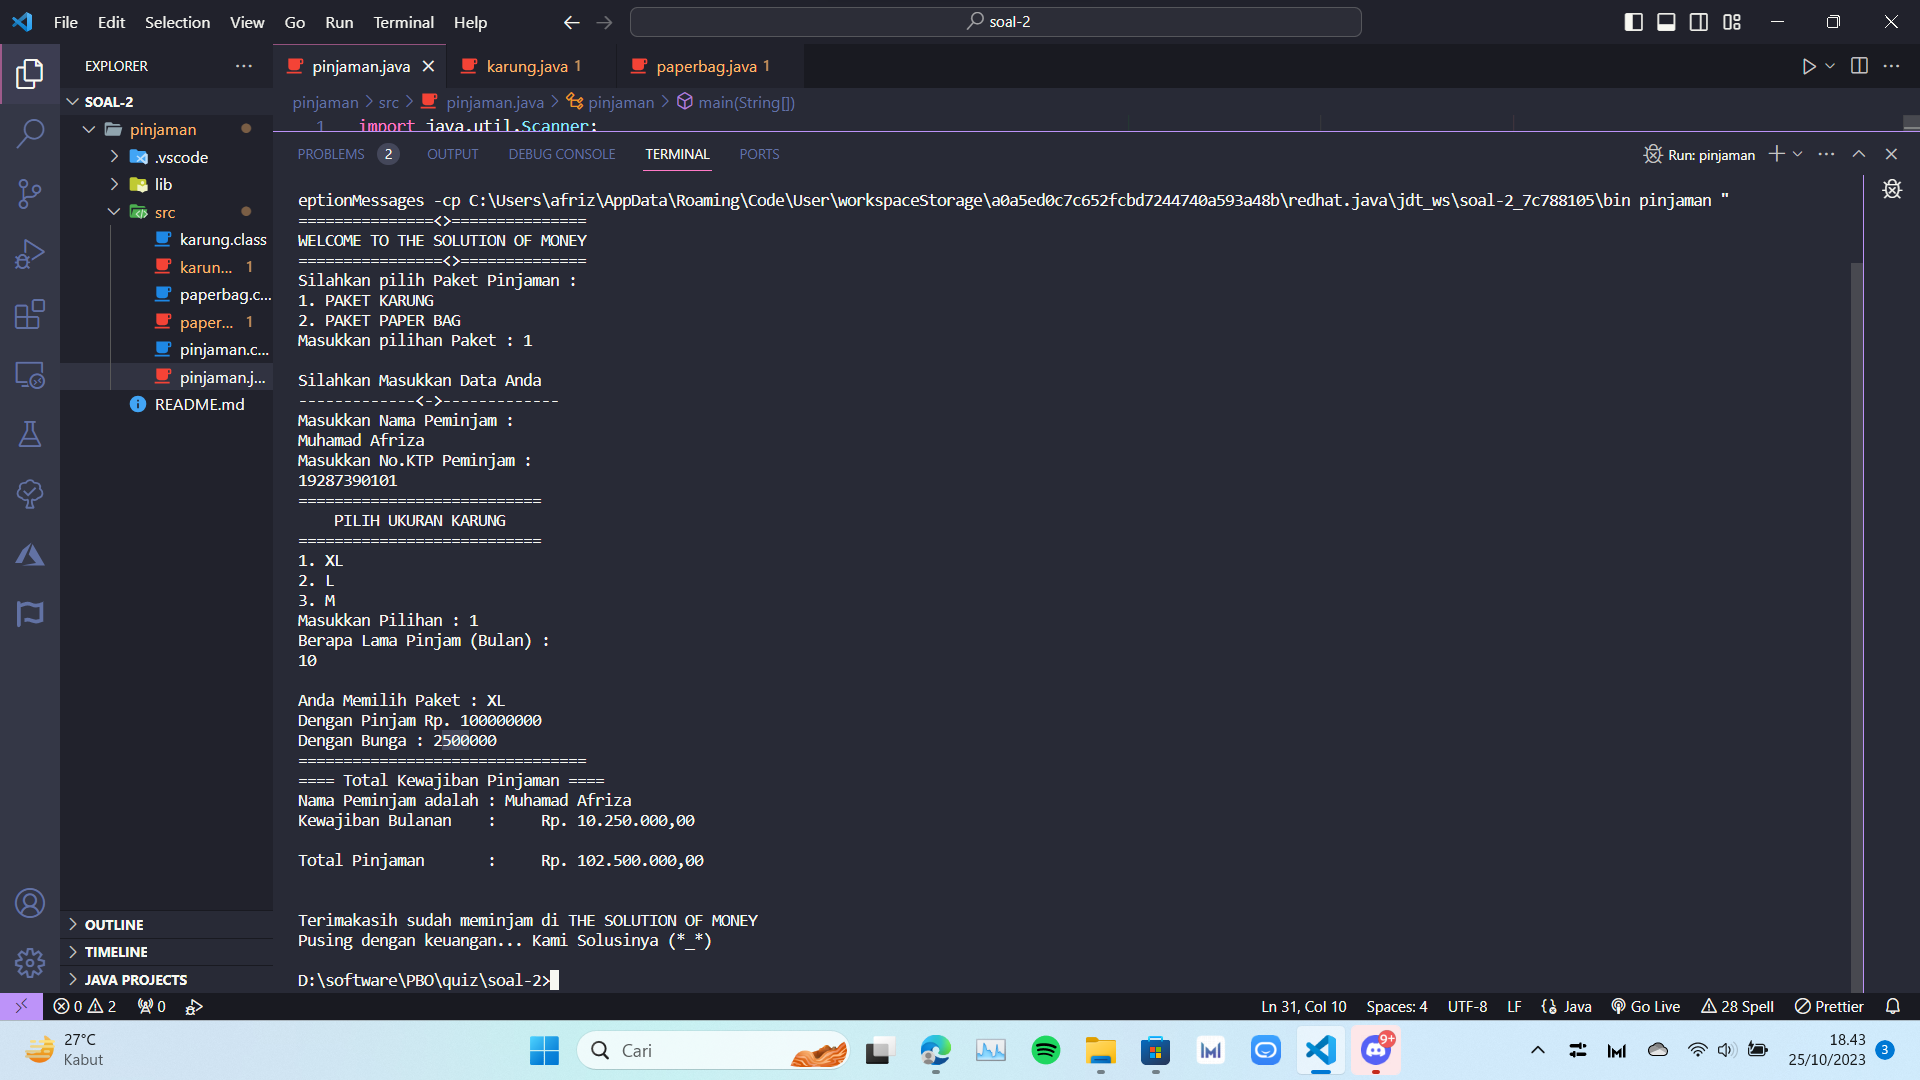 File Edit Selection View Go Run Terminal Help
soal-2
EXPLORER
SOAL-2
pinjaman
.vscode
lib
src
karung.class
karun... 1
paperbag.c...
paper... 1
pinjaman.c...
pinjaman.j...
README.md
OUTLINE
TIMELINE
JAVA PROJECTS
pinjaman.java
karung.java 1
paperbag.java 1
pinjaman > src > pinjaman.java > pinjaman > main(String[])
1 import java.util.Scanner;
PROBLEMS 2 OUTPUT DEBUG CONSOLE TERMINAL PORTS
Run: pinjaman
eptionMessages -cp C:\Users\afriz\AppData\Roaming\Code\User\workspaceStorage\a0a5ed0c7c652fcbd7244740a593a48b\redhat.java\jdt_ws\soal-2_7c788105\bin pinjaman "
===============<>===============
WELCOME TO THE SOLUTION OF MONEY
================<>==============
Silahkan pilih Paket Pinjaman :
1. PAKET KARUNG
2. PAKET PAPER BAG
Masukkan pilihan Paket : 1
Silahkan Masukkan Data Anda
-------------<->-------------
Masukkan Nama Peminjam :
Muhamad Afriza
Masukkan No.KTP Peminjam :
19287390101
===========================
PILIH UKURAN KARUNG
===========================
1. XL
2. L
3. M
Masukkan Pilihan : 1
Berapa Lama Pinjam (Bulan) :
10
Anda Memilih Paket : XL
Dengan Pinjam Rp. 100000000
Dengan Bunga : 2500000
================================
==== Total Kewajiban Pinjaman ====
Nama Peminjam adalah : Muhamad Afriza
Kewajiban Bulanan : Rp. 10.250.000,00
Total Pinjaman : Rp. 102.500.000,00
Terimakasih sudah meminjam di THE SOLUTION OF MONEY
Pusing dengan keuangan... Kami Solusinya (*_*)
D:\software\PBO\quiz\soal-2>
0 2 0
Ln 31, Col 10 Spaces: 4 UTF-8 LF {} Java Go Live 28 Spell Prettier
27°C
Kabut
Cari
9+
18.43
25/10/2023
3